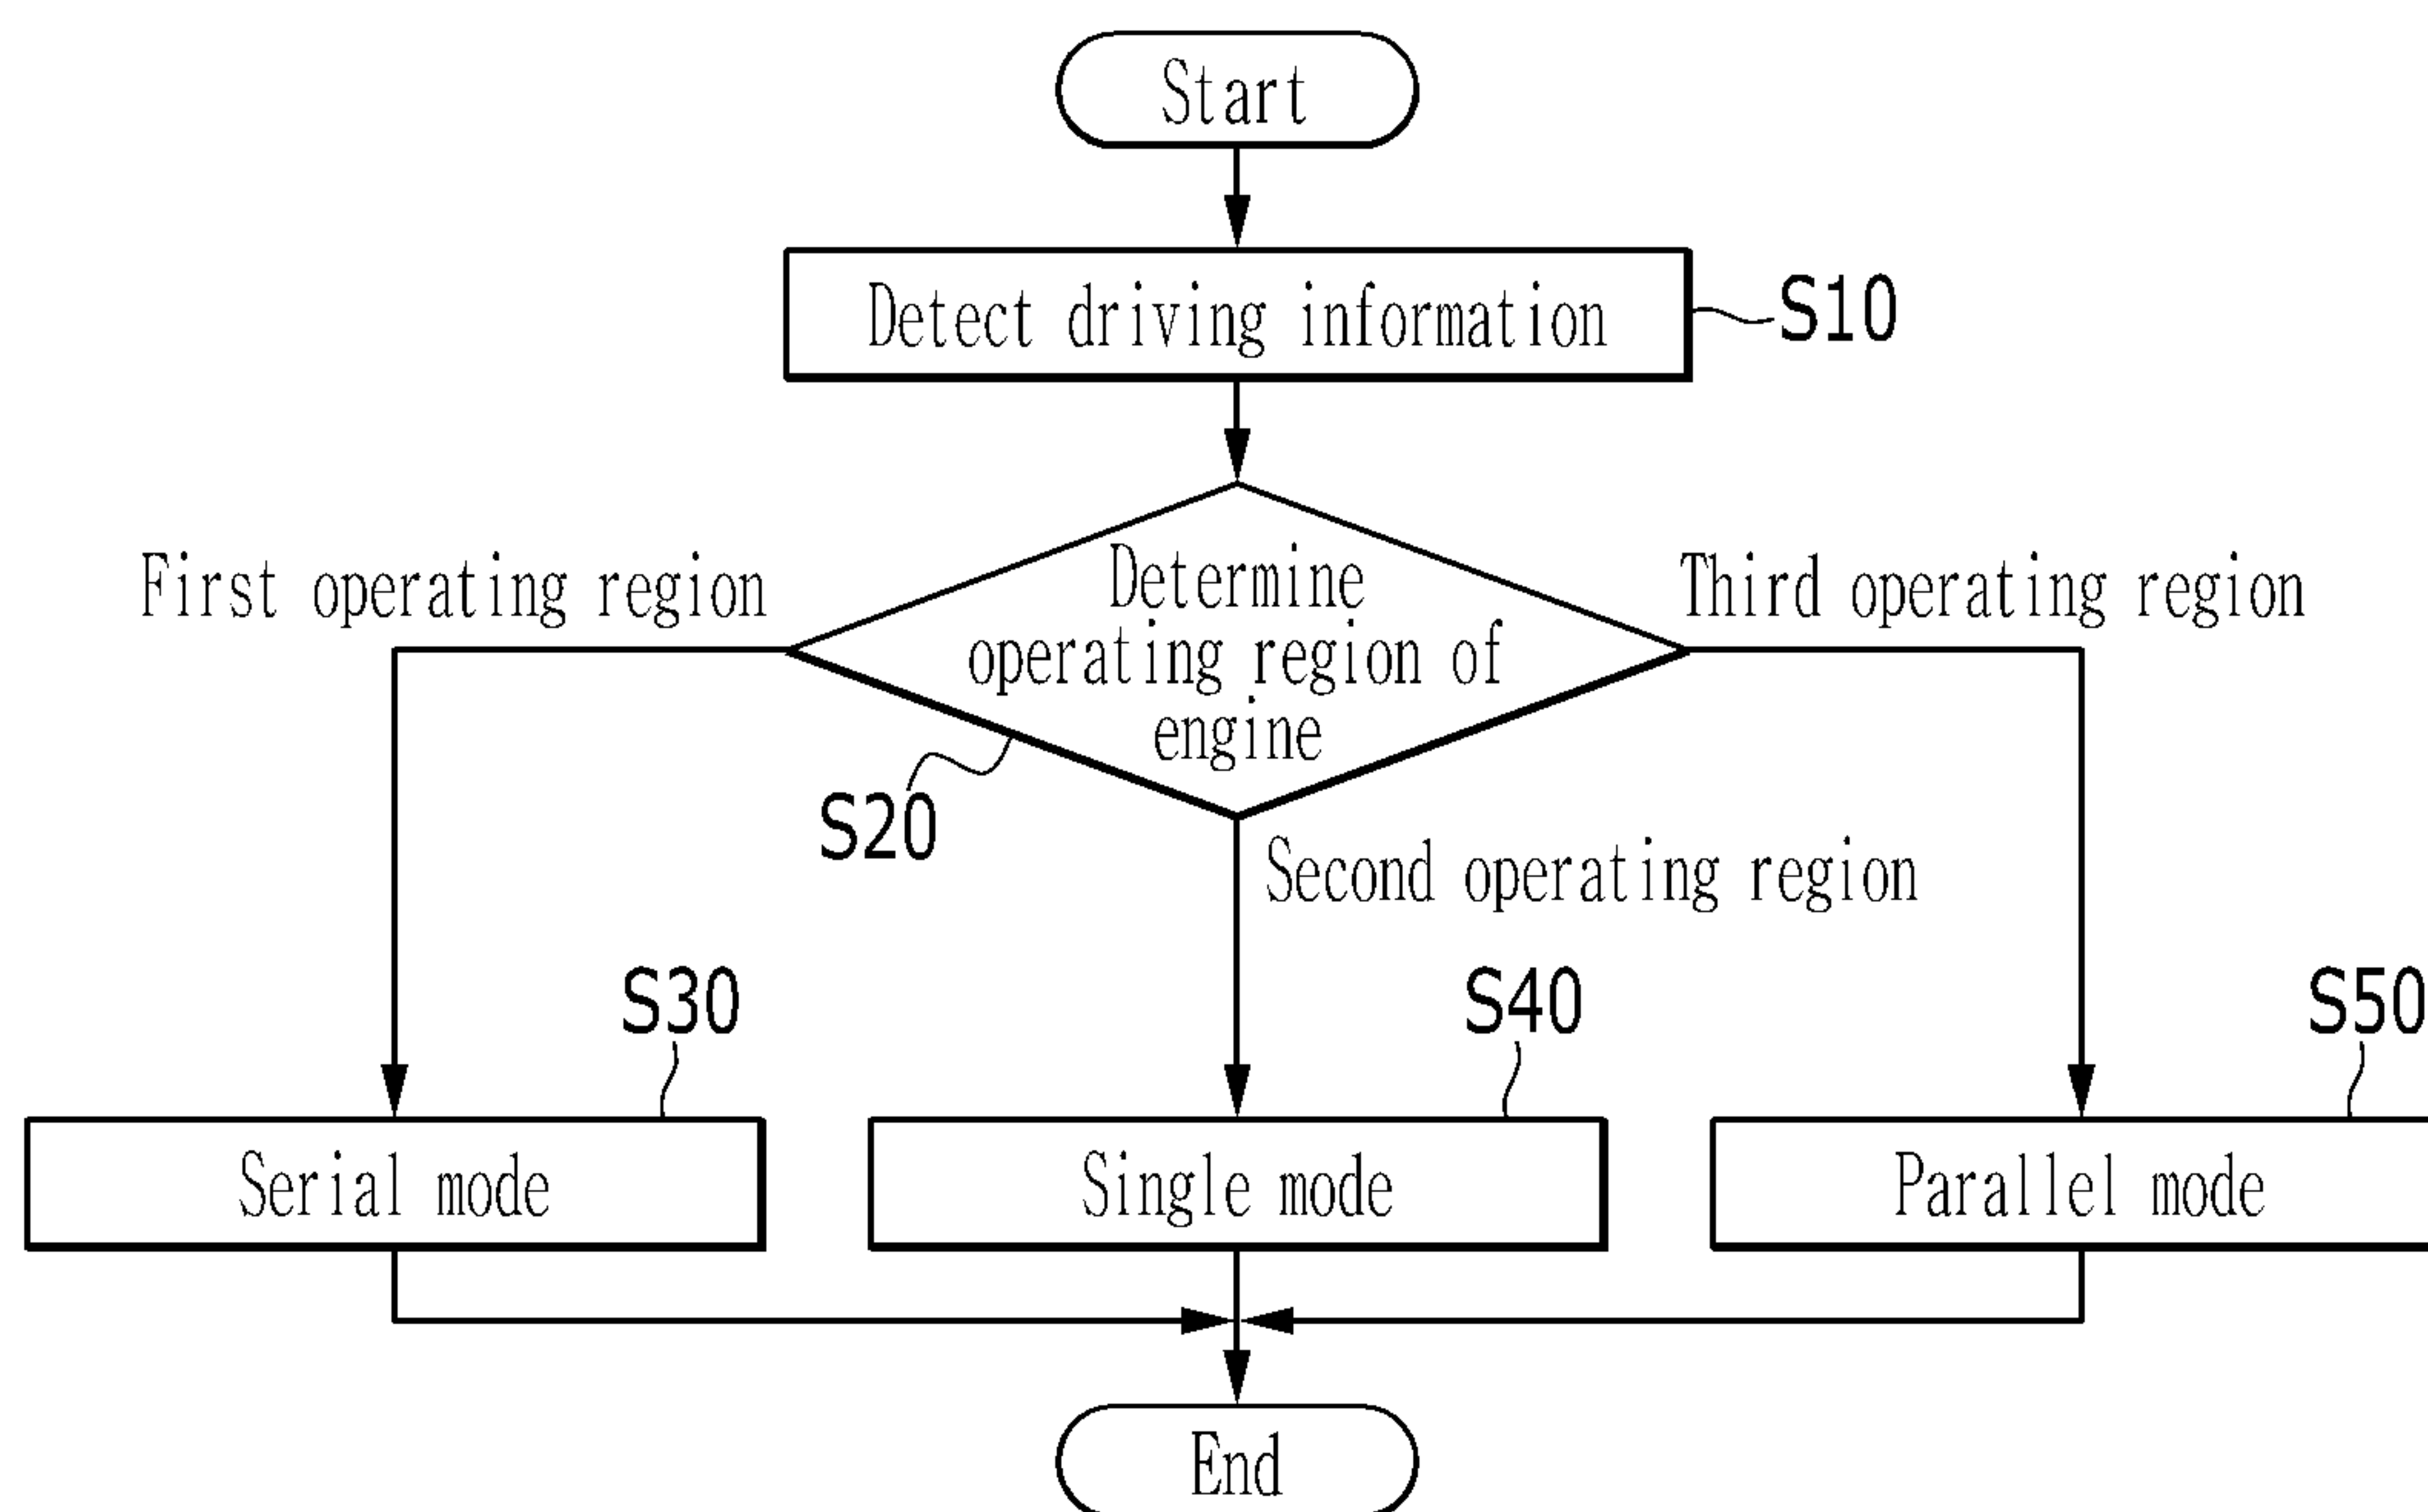 Start
Detect driving information
S10
First operating region
Determine
operating region of
engine
Third operating region
S20
Second operating region
S30
S40
S50
Serial mode
Single mode
Parallel mode
End